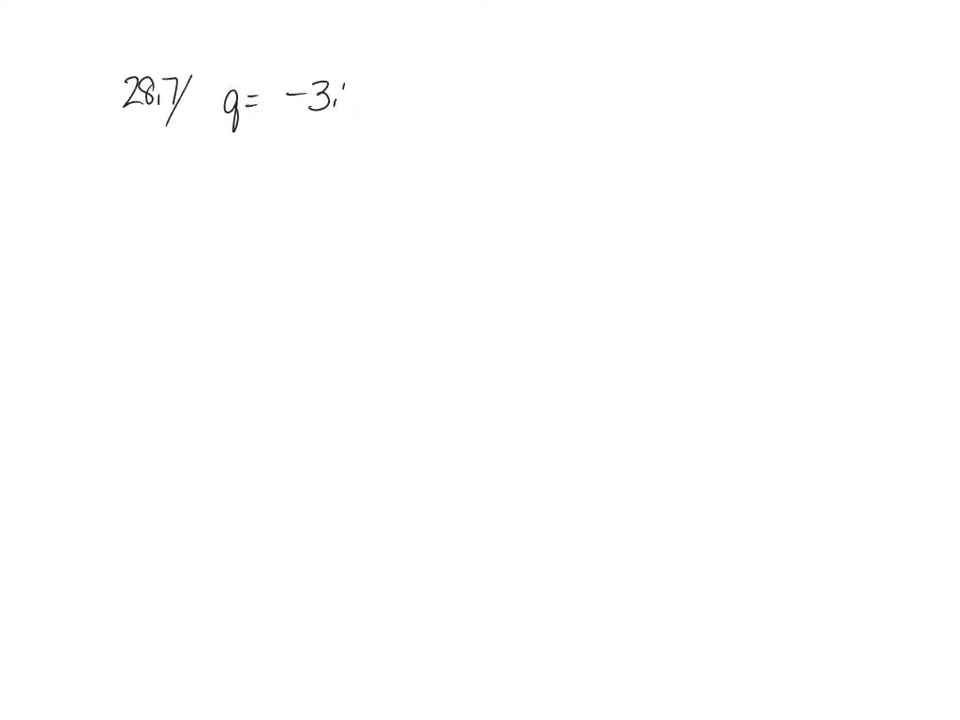 28.7/ q = -3.